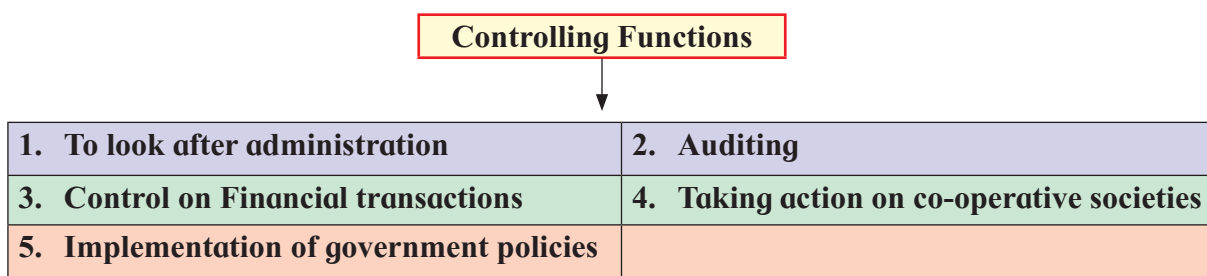 Controlling Functions
1. To look after administration
2. Auditing
3. Control on Financial transactions
4. Taking action on co-operative societies
5. Implementation of government policies